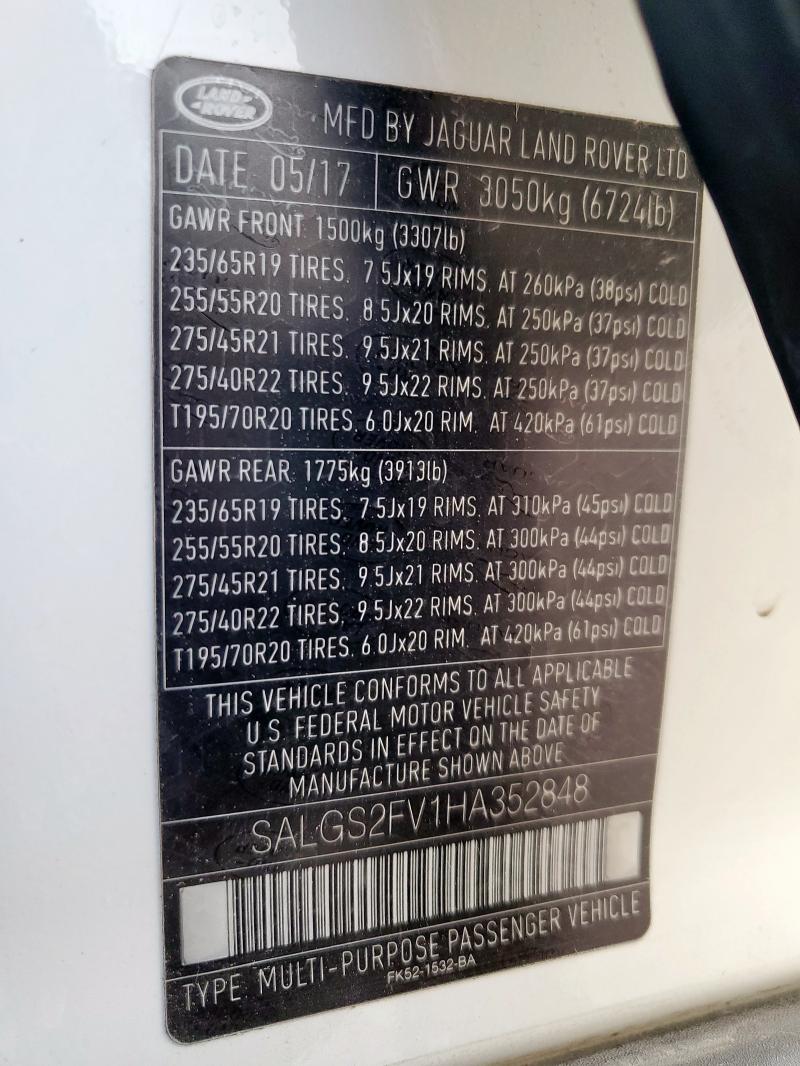 LAND ROVER
MFD BY JAGUAR LAND ROVER LTD
DATE 05/17 GWR 3050kg (6724lb)
GAWR FRONT 1500kg (3307lb)
235/65R19 TIRES. 7.5Jx19 RIMS. AT 260kPa (38psi) COLD
255/55R20 TIRES. 8.5Jx20 RIMS. AT 250kPa (37psi) COLD
275/45R21 TIRES. 9.5Jx21 RIMS. AT 250kPa (37psi) COLD
275/40R22 TIRES. 9.5Jx22 RIMS. AT 250kPa (37psi) COLD
T195/70R20 TIRES. 6.0Jx20 RIM. AT 420kPa (61psi) COLD
GAWR REAR 1775kg (3913lb)
235/65R19 TIRES. 7.5Jx19 RIMS. AT 310kPa (45psi) COLD
255/55R20 TIRES. 8.5Jx20 RIMS. AT 300kPa (44psi) COLD
275/45R21 TIRES. 9.5Jx21 RIMS. AT 300kPa (44psi) COLD
275/40R22 TIRES. 9.5Jx22 RIMS. AT 300kPa (44psi) COLD
T195/70R20 TIRES. 6.0Jx20 RIM. AT 420kPa (61psi) COLD
THIS VEHICLE CONFORMS TO ALL APPLICABLE
U.S. FEDERAL MOTOR VEHICLE SAFETY
STANDARDS IN EFFECT ON THE DATE OF
MANUFACTURE SHOWN ABOVE
SALGS2FV1HA352848
TYPE MULTI-PURPOSE PASSENGER VEHICLE
FK52-1532-BA